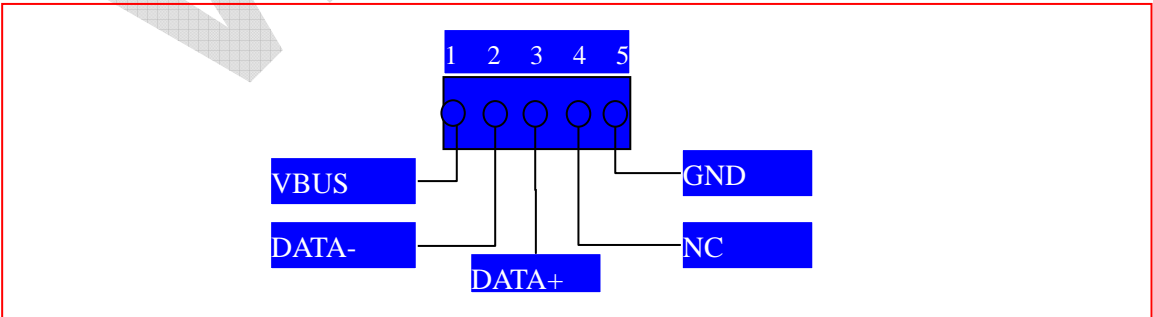 1 2 3 4 5
VBUS
GND
DATA-
NC
DATA+